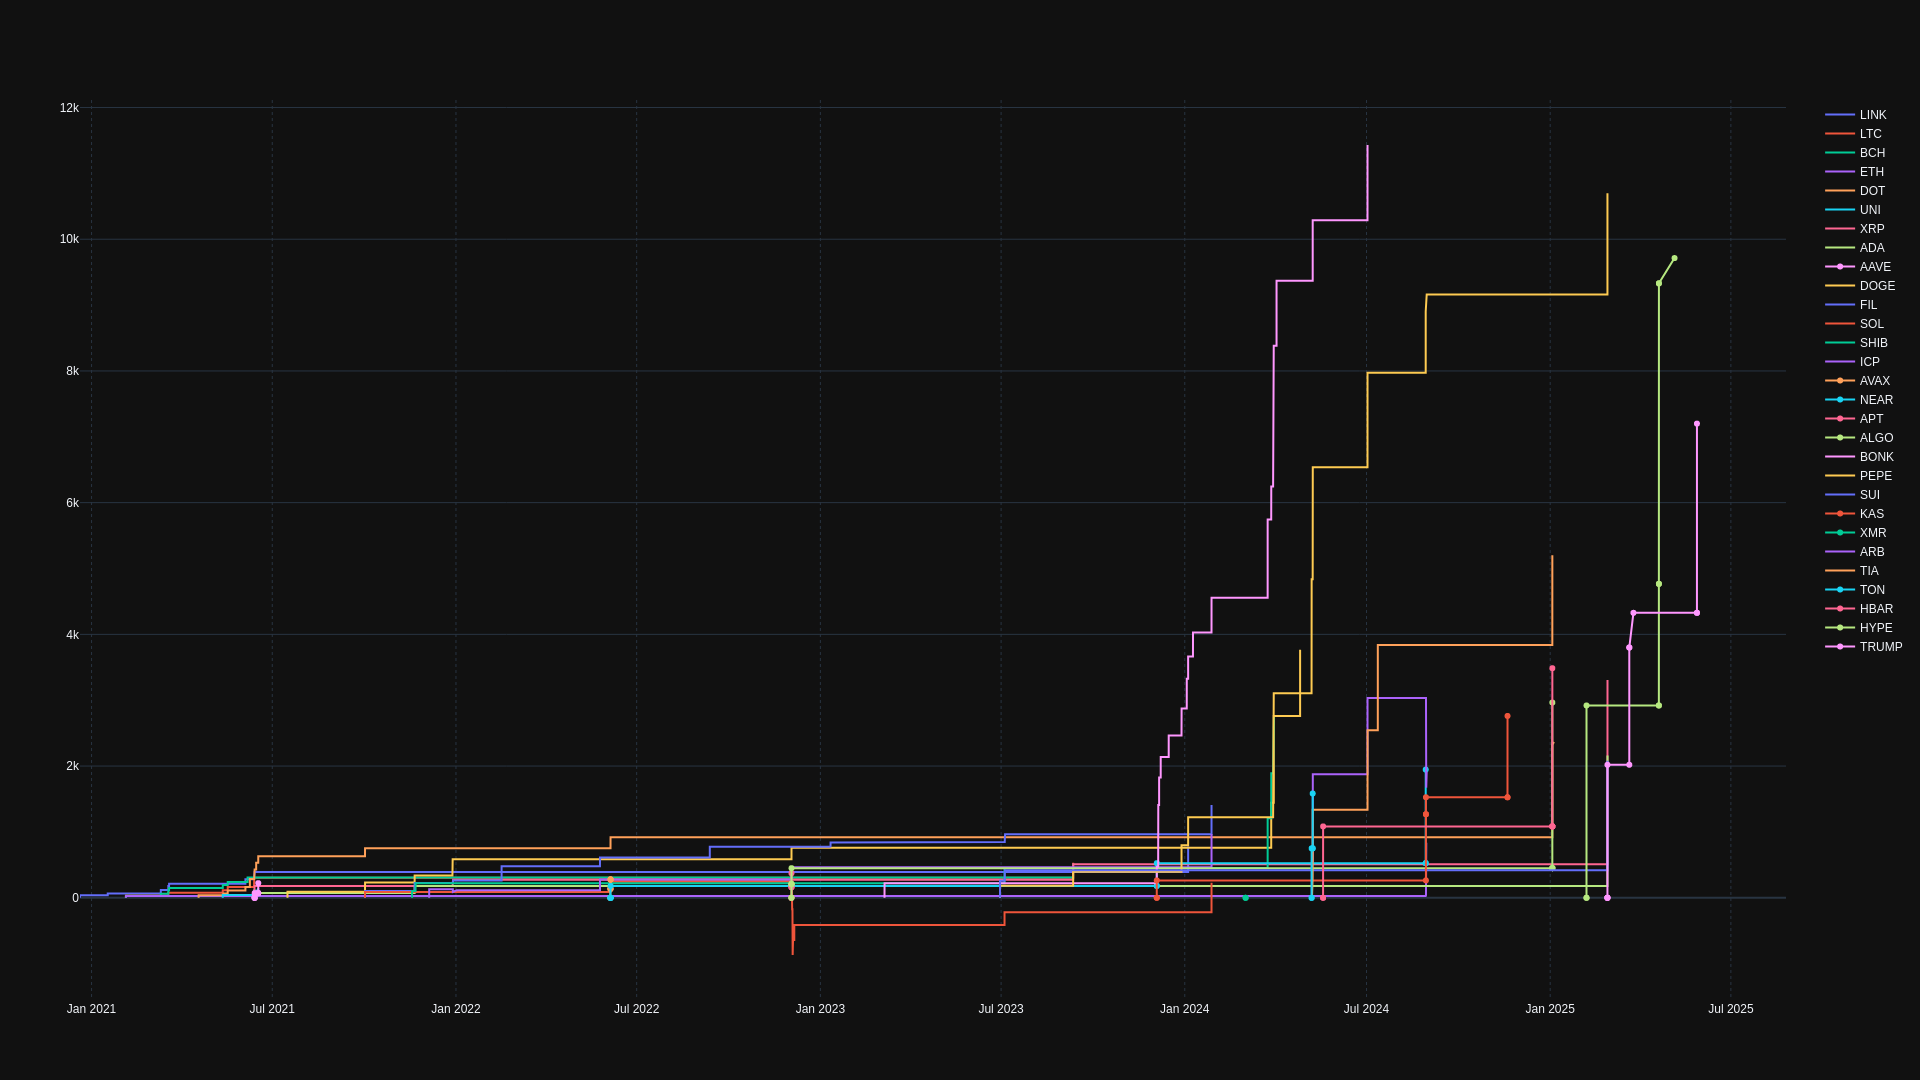 12k
10k
8k
6k
4k
2k
0
Jan 2021
Jul 2021
Jan 2022
Jul 2022
Jan 2023
Jul 2023
Jan 2024
Jul 2024
Jan 2025
Jul 2025
LINK
LTC
BCH
ETH
DOT
UNI
XRP
ADA
AAVE
DOGE
FIL
SOL
SHIB
ICP
AVAX
NEAR
APT
ALGO
BONK
PEPE
SUI
KAS
XMR
ARB
TIA
TON
HBAR
HYPE
TRUMP